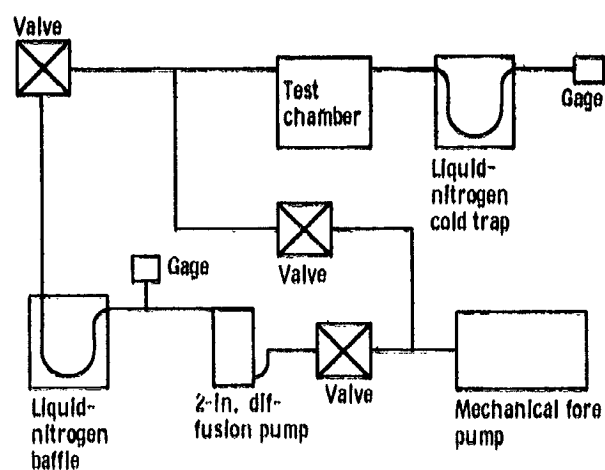 Valve
Test
chamber
Gage
Liquid-
nitrogen
cold trap
Valve
Gage
Liquid-
nitrogen
baffle
2-in. dif-
fusion pump
Valve
Mechanical fore
pump